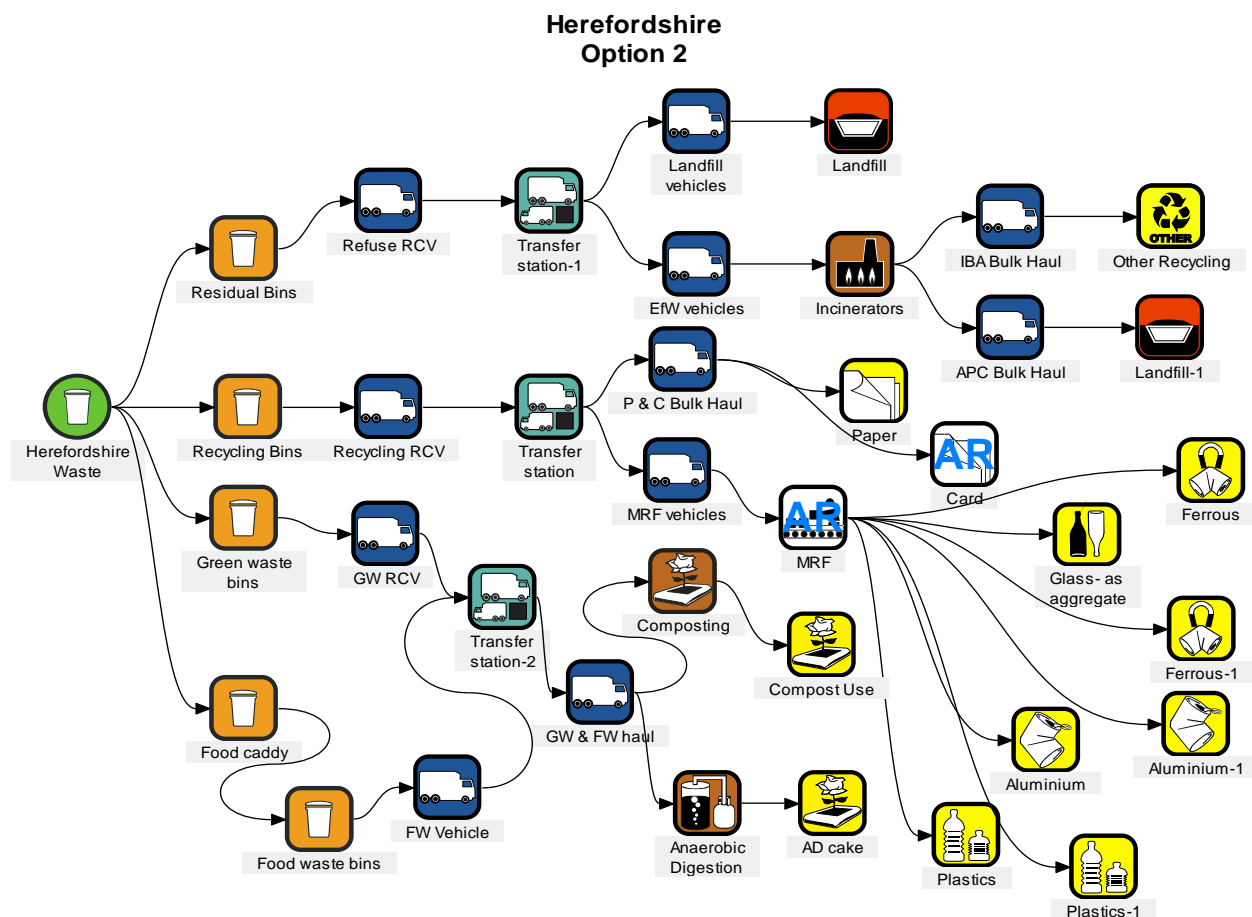 Herefordshire
Option 2
Landfill
vehicles
Landfill
Refuse RCV
Transfer
station-1
IBA Bulk Haul
OTHER
Other Recycling
Residual Bins
EfW vehicles
Incinerators
APC Bulk Haul
Landfill-1
P & C Bulk Haul
Paper
Herefordshire
Waste
Recycling Bins
Recycling RCV
Transfer
station
AR
Card
MRF vehicles
AR
MRF
Ferrous
Green waste
bins
GW RCV
Glass- as
aggregate
Transfer
station-2
Composting
Compost Use
Ferrous-1
Food caddy
GW & FW haul
Aluminium
Aluminium-1
Food waste bins
FW Vehicle
Anaerobic
Digestion
AD cake
Plastics
Plastics-1